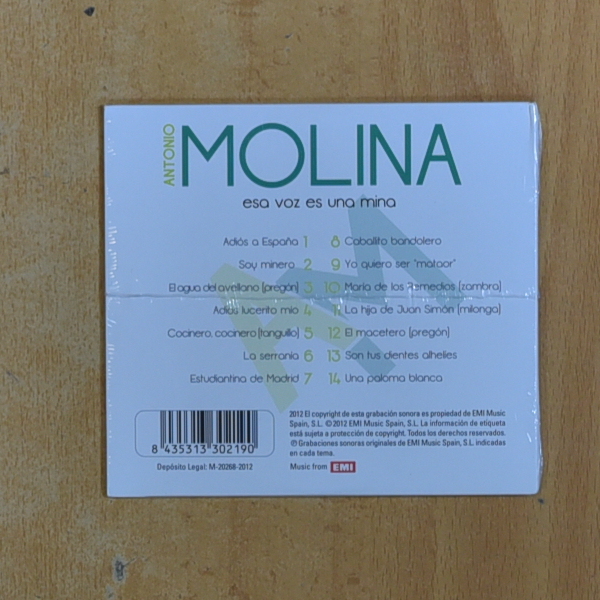 ANTONIO
MOLINA
esa voz es una mina
Adiós a España 1
Soy minero 2
El agua del avellano (pregón) 3
Adiós lucerito mío 4
Cocinero, cocinero (tanguillo) 5
La serrania 6
Estudiantina de Madrid 7
8 Caballito bandolero
9 Yo quiero ser "mataor"
10 María de los Remedios (zambra)
11 La hija de Juan Simón (milonga)
12 El macetero (pregón)
13 Son tus dientes alhelíes
14 Una paloma blanca
8 435313 302190
Depósito Legal: M-20268-2012
2012 El copyright de esta grabación sonora es propiedad de EMI Music
Spain, S.L. © 2012 EMI Music Spain, S.L. La información de etiqueta
está sujeta a protección de copyright. Todos los derechos reservados.
℗ Grabaciones sonoras originales de EMI Music Spain, S.L. indicadas
en cada tema.
Music from EMI